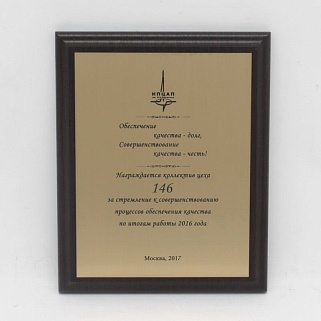 НПЦАП
Обеспечение
качества - долг,
Совершенствование
качества - честь!
Награждается коллектив цеха
146
за стремление к совершенствованию
процессов обеспечения качества
по итогам работы 2016 года
Москва, 2017